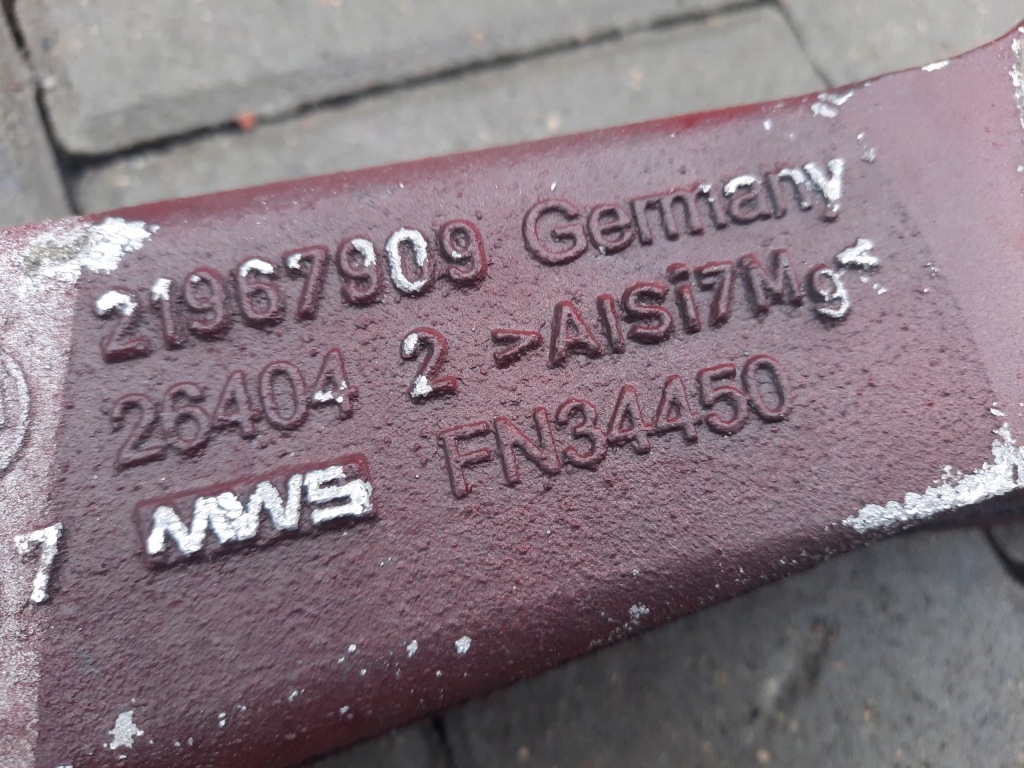 21967909 Germany
26404 2 >AlSi7Mg<
MWS FN34450
7